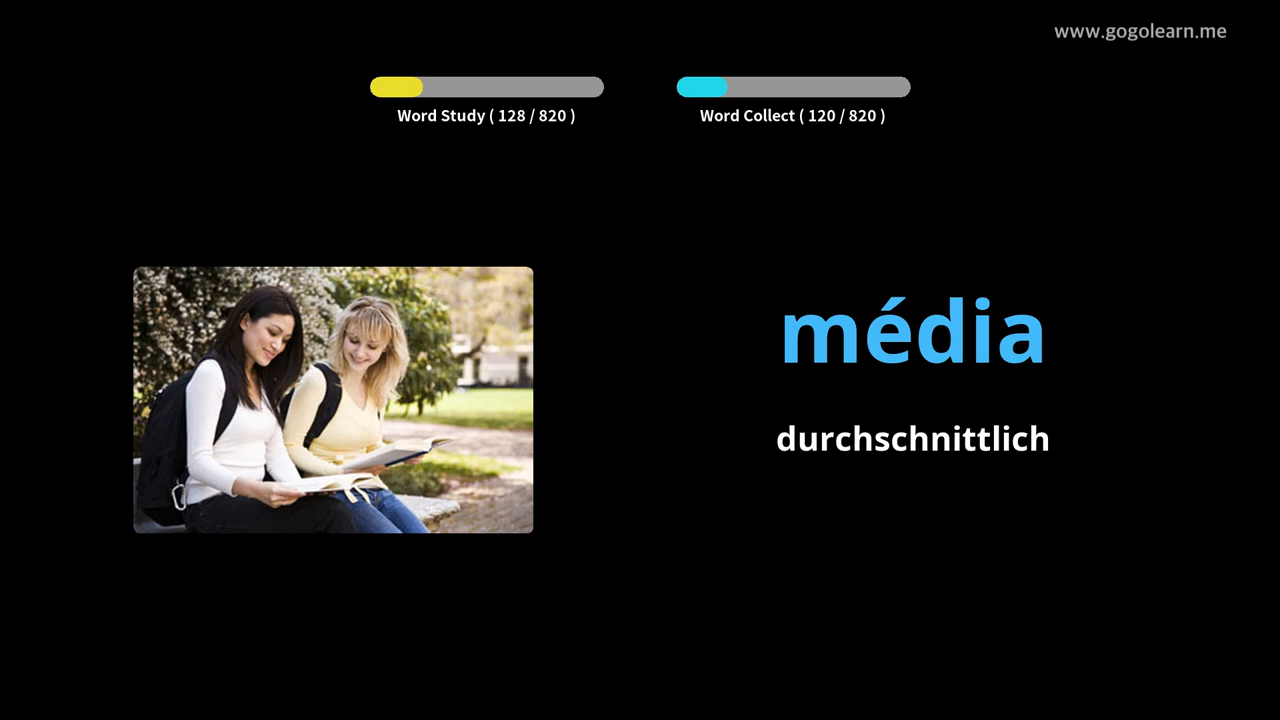 www.gogolearn.me
Word Study ( 128 / 820 )
Word Collect ( 120 / 820 )
média
durchschnittlich